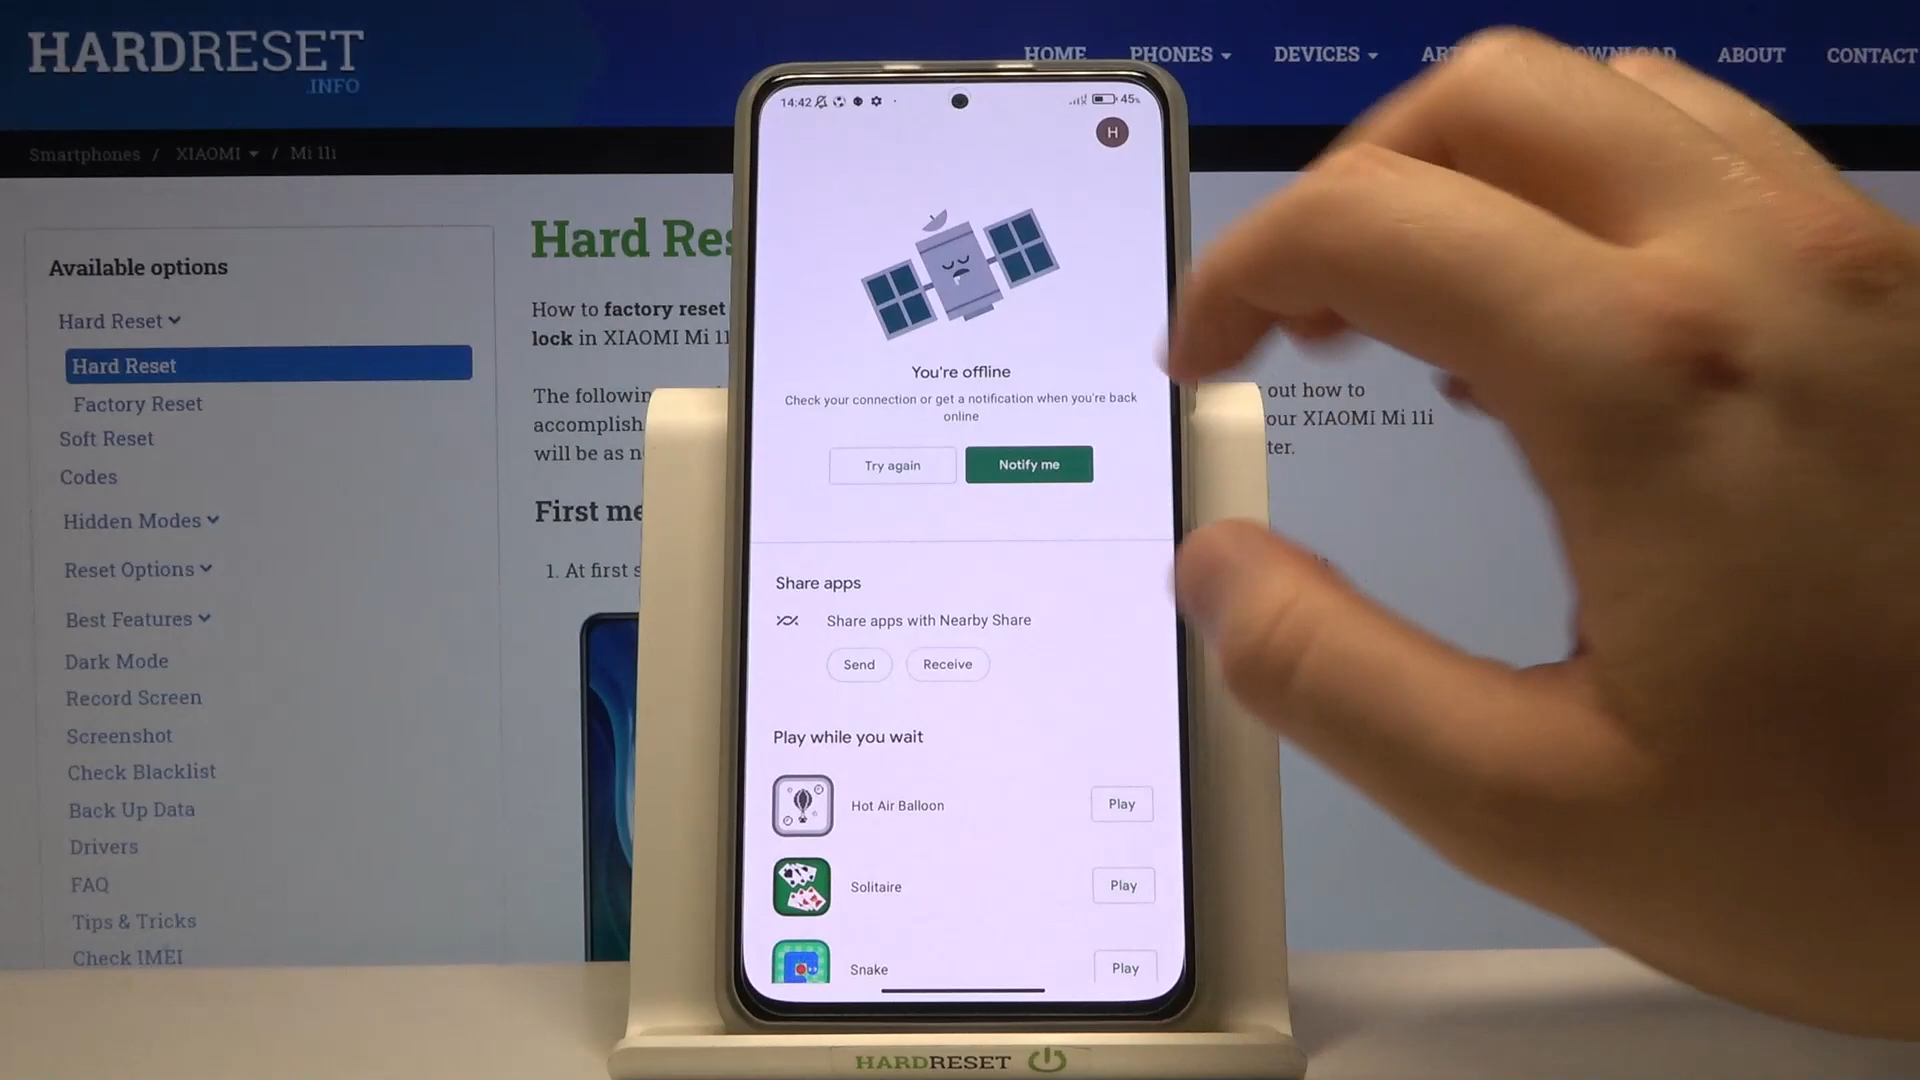 HARDRESET
.INFO
HOME PHONES DEVICES ABOUT CONTACT
Smartphones / XIAOMI / Mi 11i
Available options
Hard Reset
Hard Reset
Factory Reset
Soft Reset
Codes
Hidden Modes
Reset Options
Best Features
Dark Mode
Record Screen
Screenshot
Check Blacklist
Back Up Data
Drivers
FAQ
Tips & Tricks
Check IMEI
Hard Res
How to factory reset
lock in XIAOMI Mi 11
The following out how to
accomplish our XIAOMI Mi 11i
will be as n ter.
First me
1. At first s
14:42 45%
H
You're offline
Check your connection or get a notification when you're back
online
Try again Notify me
Share apps
Share apps with Nearby Share
Send Receive
Play while you wait
Hot Air Balloon Play
Solitaire Play
Snake Play
HARDRESET